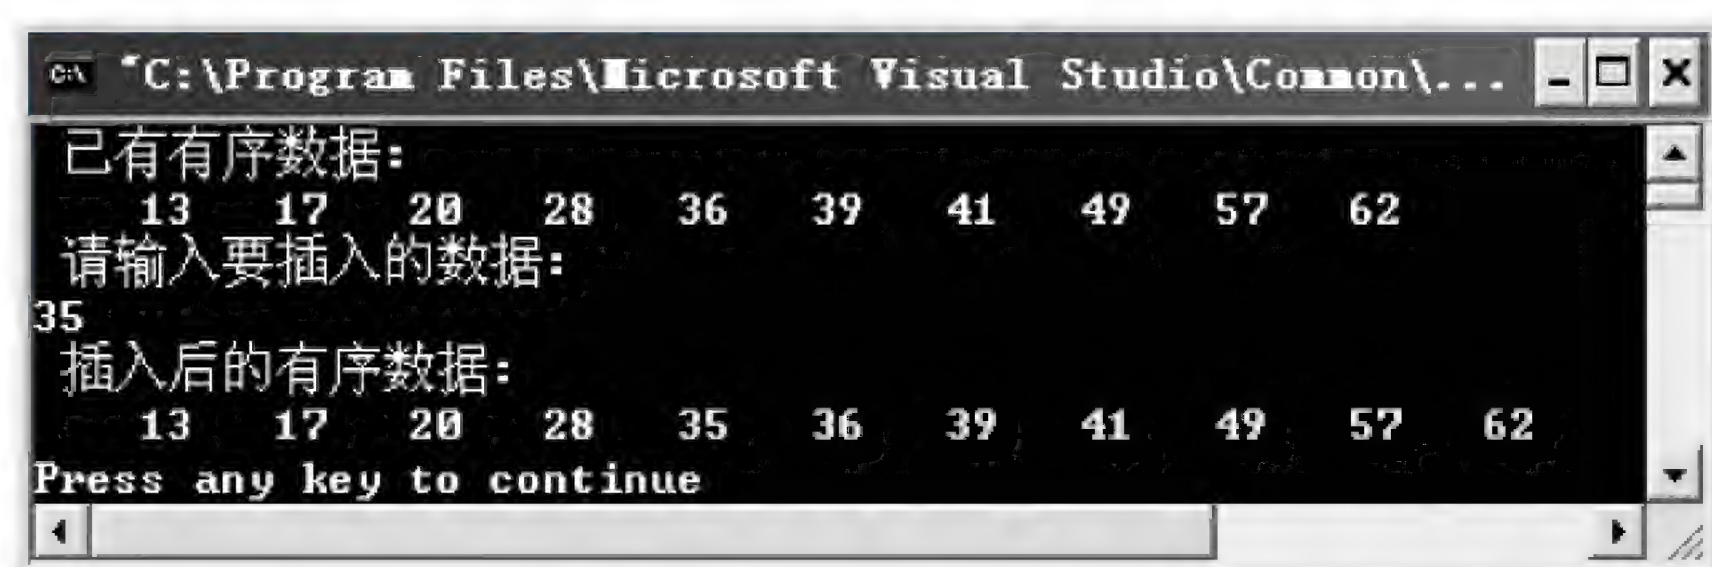 "C:\Program Files\Microsoft Visual Studio\Common\...
已有有序数据:
13 17 20 28 36 39 41 49 57 62
请输入要插入的数据:
35
插入后的有序数据:
13 17 20 28 35 36 39 41 49 57 62
Press any key to continue